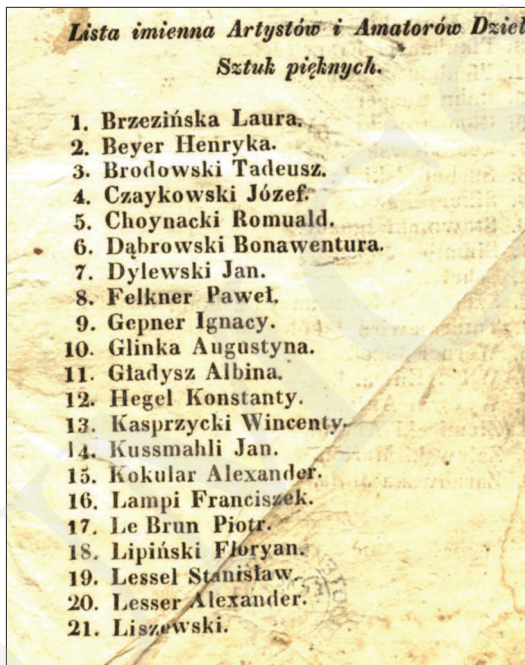 Lista imienna Artystów i Amatorów Dzieł
Sztuk pięknych.
1. Brzezińska Laura.
2. Beyer Henryka.
3. Brodowski Tadeusz.
4. Czaykowski Józef.
5. Choynacki Romuald.
6. Dąbrowski Bonawentura.
7. Dylewski Jan.
8. Felkner Paweł.
9. Gepner Ignacy.
10. Glinka Augustyna.
11. Gładysz Albina.
12. Hegel Konstanty.
13. Kasprzycki Wincenty.
14. Kussmahli Jan.
15. Kokular Alexander.
16. Lampi Franciszek.
17. Le Brun Piotr.
18. Lipiński Floryan.
19. Lessel Stanisław.
20. Lesser Alexander.
21. Liszewski.